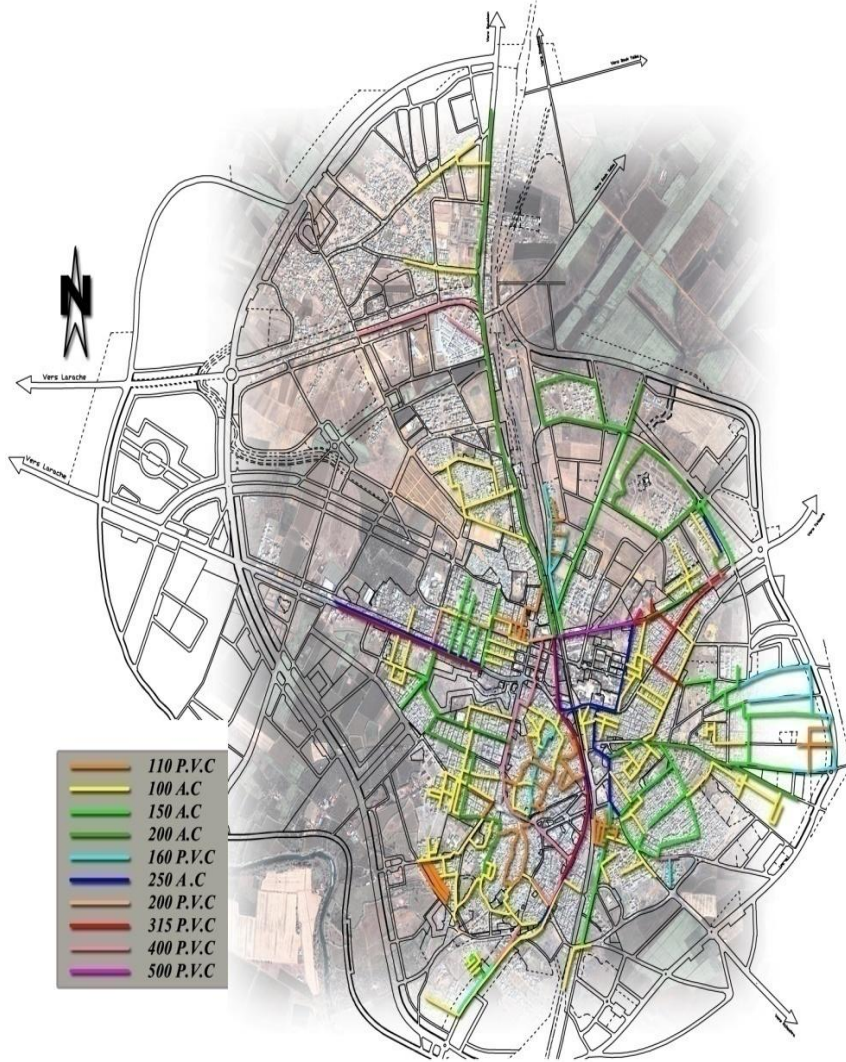 N
Vers Larache
Vers Larache
110 P.V.C
100 A.C
150 A.C
200 A.C
160 P.V.C
250 A.C
200 P.V.C
315 P.V.C
400 P.V.C
500 P.V.C